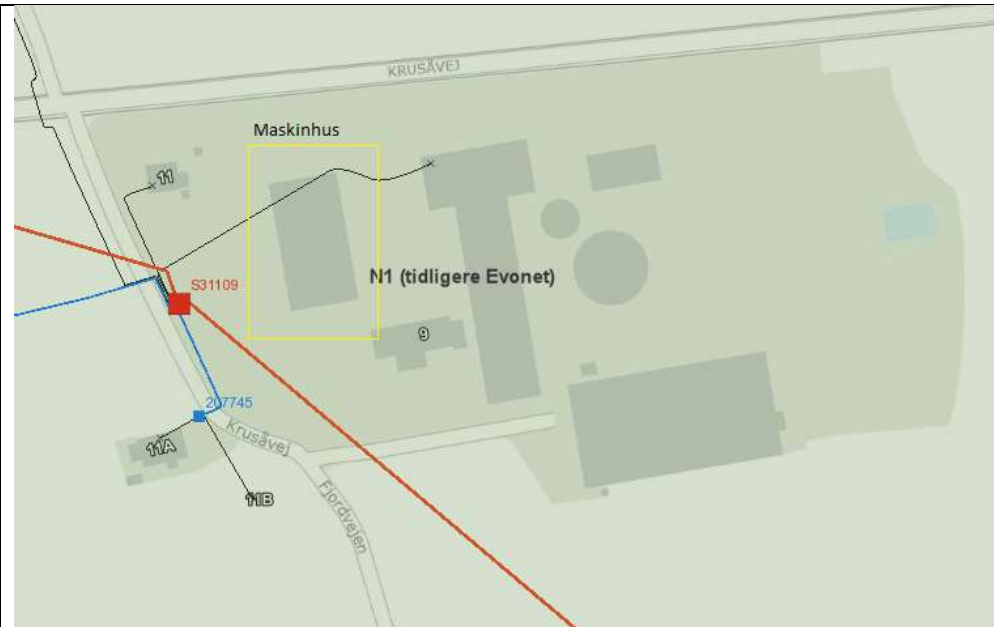 KRUSÅVEJ
Maskinhus
11
S31109
N1 (tidligere Evonet)
9
207745
Krusåvej
11A
11B
Fjordvejen